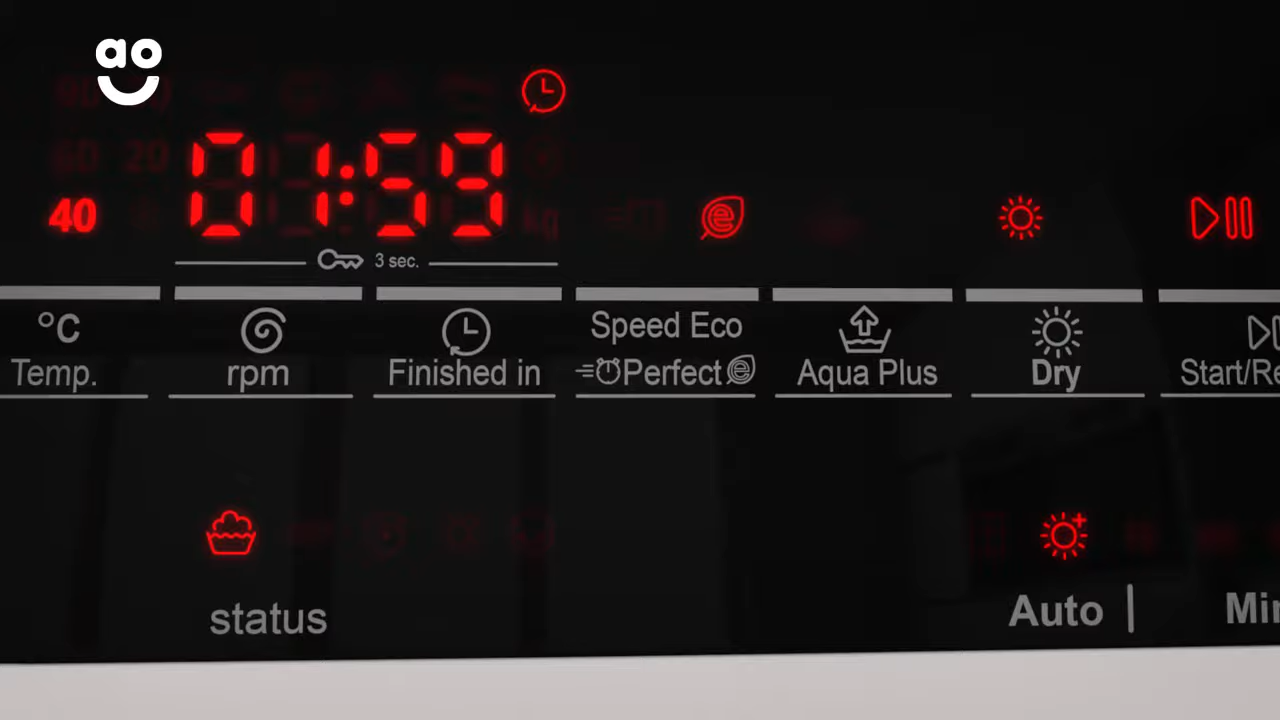 ao
01:59
40
3 sec.
°C
Temp.
rpm
Finished in
Speed Eco
Perfect e
Aqua Plus
Dry
status
Auto |